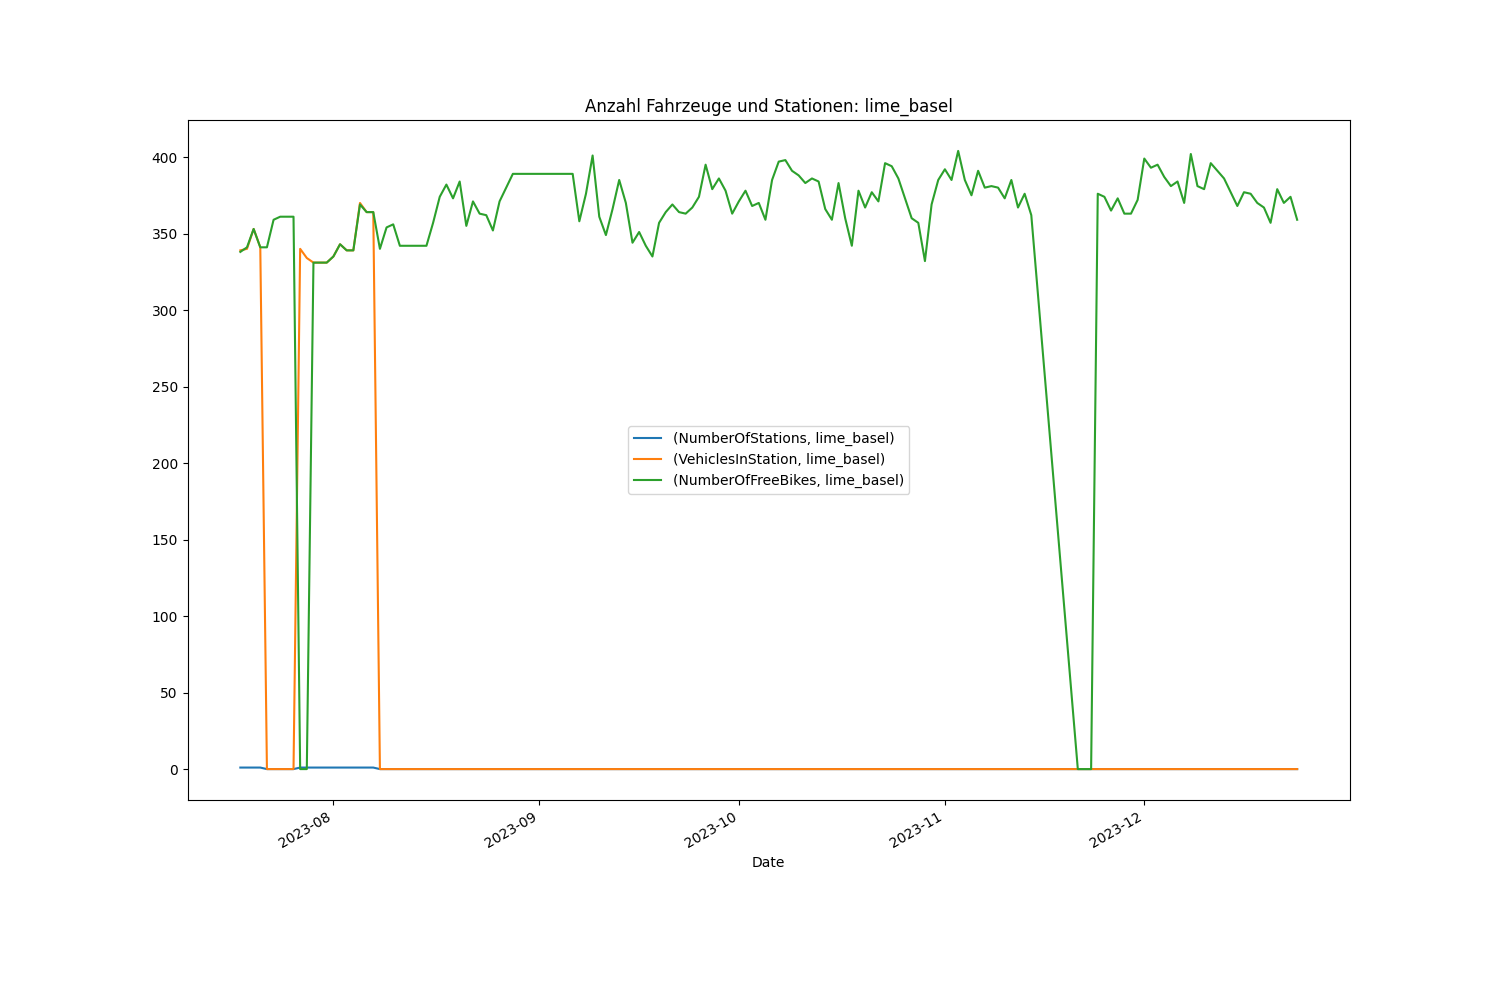 Anzahl Fahrzeuge und Stationen: lime_basel
400
350
300
250
200
150
100
50
0
(NumberOfStations, lime_basel)
(VehiclesInStation, lime_basel)
(NumberOfFreeBikes, lime_basel)
2023-08
2023-09
2023-10
2023-11
2023-12
Date